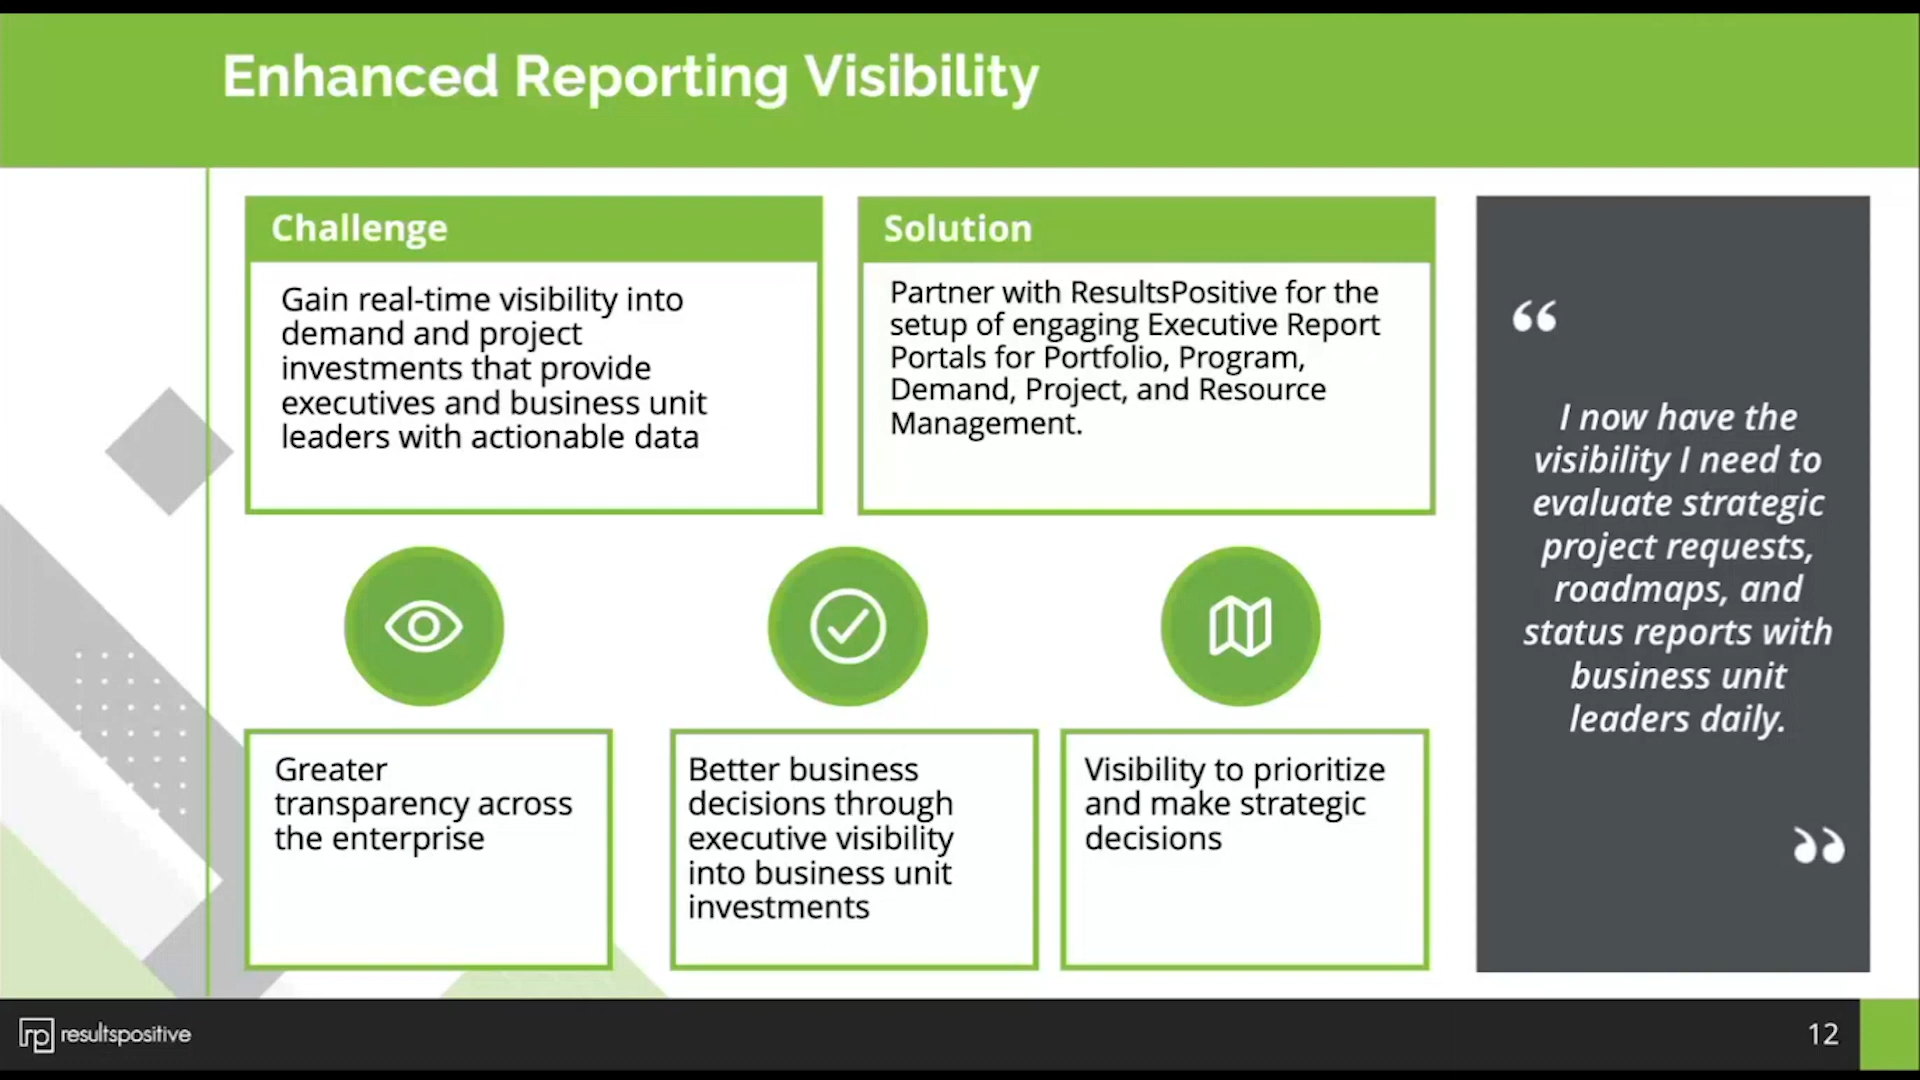 Enhanced Reporting Visibility
Challenge
Gain real-time visibility into
demand and project
investments that provide
executives and business unit
leaders with actionable data
Solution
Partner with ResultsPositive for the
setup of engaging Executive Report
Portals for Portfolio, Program,
Demand, Project, and Resource
Management.
Greater
transparency across
the enterprise
Better business
decisions through
executive visibility
into business unit
investments
Visibility to prioritize
and make strategic
decisions
“
I now have the
visibility I need to
evaluate strategic
project requests,
roadmaps, and
status reports with
business unit
leaders daily.
”
rp resultspositive
12